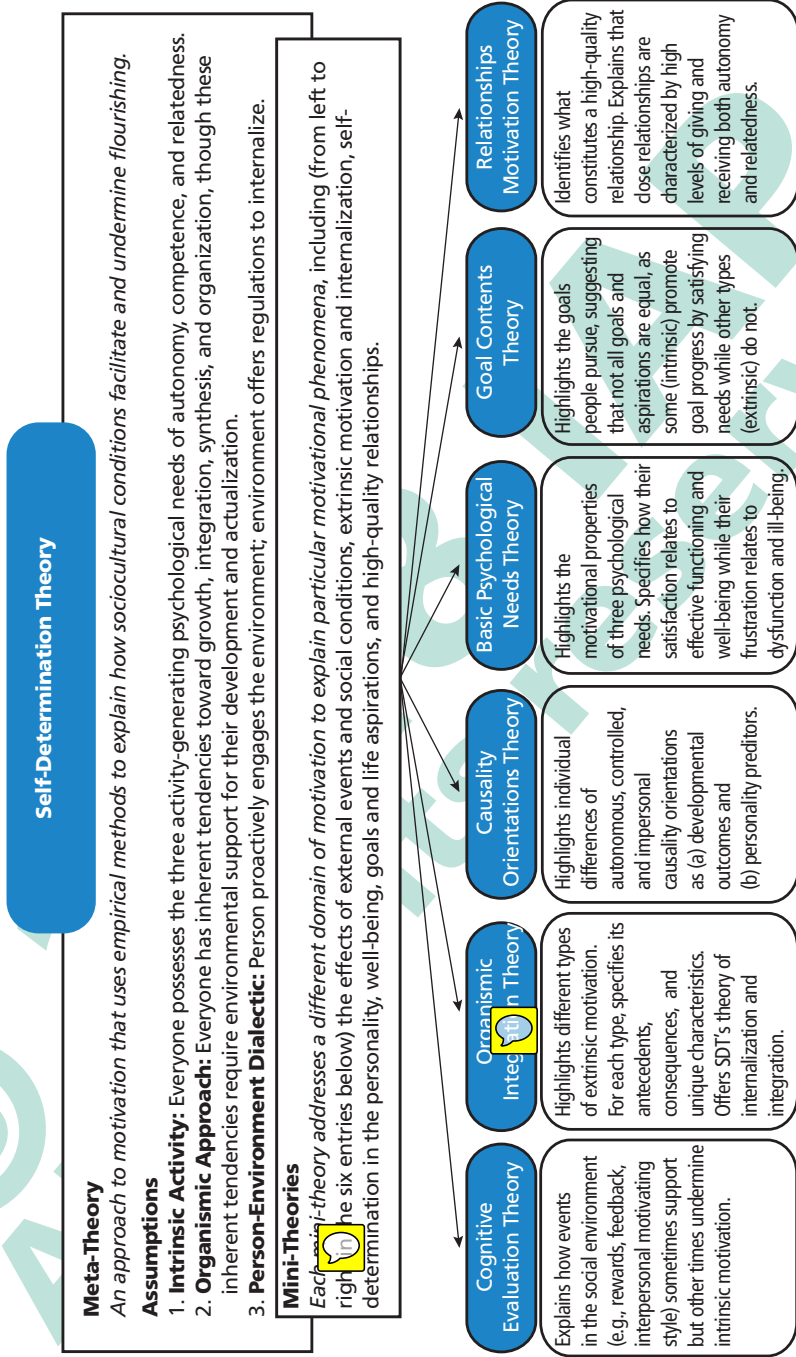 Self-Determination Theory
Meta-Theory
An approach to motivation that uses empirical methods to explain how sociocultural conditions facilitate and undermine flourishing.
Assumptions
1. Intrinsic Activity: Everyone possesses the three activity-generating psychological needs of autonomy, competence, and relatedness.
2. Organismic Approach: Everyone has inherent tendencies toward growth, integration, synthesis, and organization, though these
inherent tendencies require environmental support for their development and actualization.
3. Person-Environment Dialectic: Person proactively engages the environment; environment offers regulations to internalize.
Mini-Theories
Each mini-theory addresses a different domain of motivation to explain particular motivational phenomena, including (from left to
right in the six entries below) the effects of external events and social conditions, extrinsic motivation and internalization, self-
determination in the personality, well-being, goals and life aspirations, and high-quality relationships.
Cognitive
Evaluation Theory
Explains how events
in the social environment
(e.g., rewards, feedback,
interpersonal motivating
style) sometimes support
but other times undermine
intrinsic motivation.
Organismic
Integration Theory
Highlights different types
of extrinsic motivation.
For each type, specifies its
antecedents,
consequences, and
unique characteristics.
Offers SDT's theory of
internalization and
integration.
Causality
Orientations Theory
Highlights individual
differences of
autonomous, controlled,
and impersonal
causality orientations
as (a) developmental
outcomes and
(b) personality preditors.
Basic Psychological
Needs Theory
Highlights the
motivational properties
of three psychological
needs. Specifies how their
satisfaction relates to
effective functioning and
well-being while their
frustration relates to
dysfunction and ill-being.
Goal Contents
Theory
Highlights the goals
people pursue, suggesting
that not all goals and
aspirations are equal, as
some (intrinsic) promote
goal progress by satisfying
needs while other types
(extrinsic) do not.
Relationships
Motivation Theory
Identifies what
constitutes a high-quality
relationship. Explains that
close relationships are
characterized by high
levels of giving and
receiving both autonomy
and relatedness.